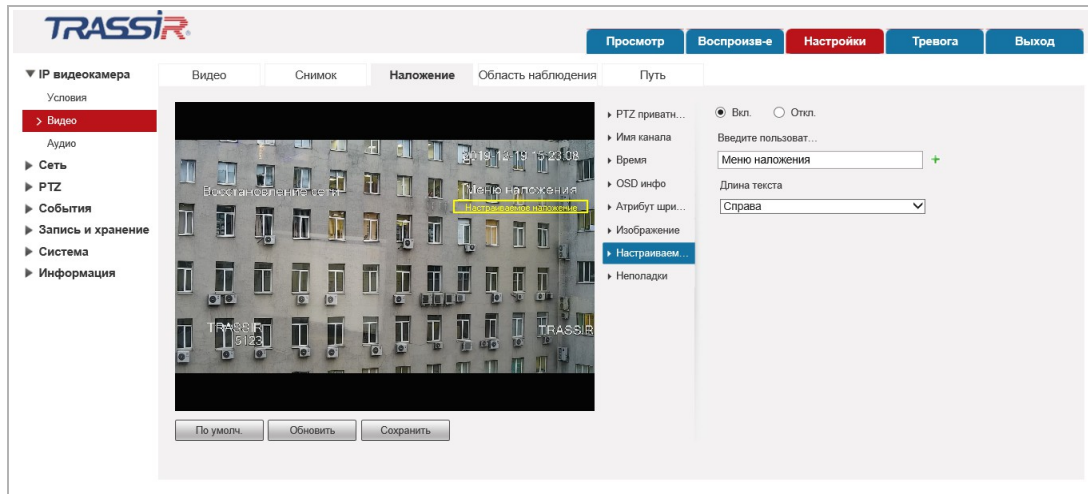 TRASSIR
Просмотр
Воспроизв-е
Настройки
Тревога
Выход
IP видеокамера
Условия
Видео
Аудио
Сеть
PTZ
События
Запись и хранение
Система
Информация
Видео
Снимок
Наложение
Область наблюдения
Путь
2019-12-19 15:23:08
Восстановление сети
Меню наложения
Настраиваемое наложение
TRASSIR
5123
TRASSIR
PTZ приватн...
Имя канала
Время
OSD инфо
Атрибут шри...
Изображение
Настраиваем...
Неполадки
Вкл.
Откл.
Введите пользоват...
Меню наложения
+
Длина текста
Справа
По умолч.
Обновить
Сохранить